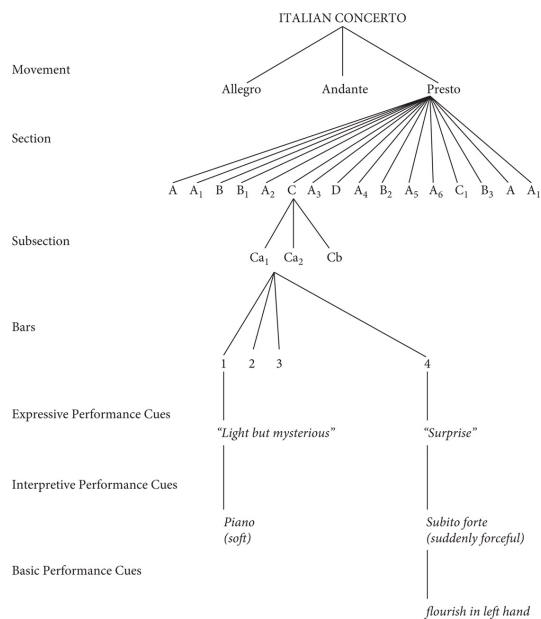 ITALIAN CONCERTO
Movement
Allegro Andante Presto
Section
A A₁ B B₁ A₂ C A₃ D A₄ B₂ A₅ A₆ C₁ B₃ A A₁
Subsection
Ca₁ Ca₂ Cb
Bars
1 2 3 4
Expressive Performance Cues
“Light but mysterious” “Surprise”
Interpretive Performance Cues
Piano Subito forte
(soft) (suddenly forceful)
Basic Performance Cues
flourish in left hand